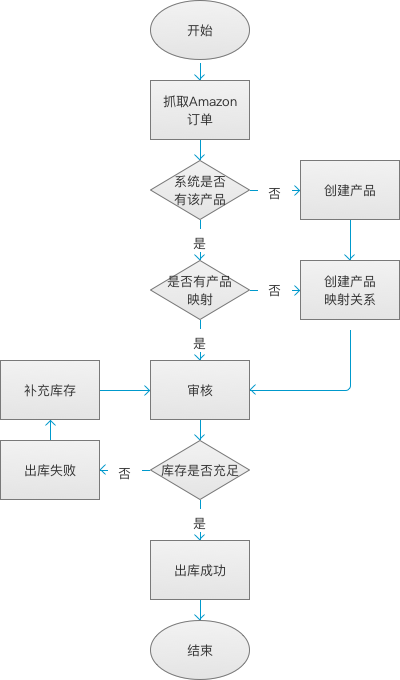 开始
抓取Amazon
订单
系统是否
有该产品
否
创建产品
是
是否有产品
映射
否
创建产品
映射关系
是
补充库存
审核
出库失败
否
库存是否充足
是
出库成功
结束